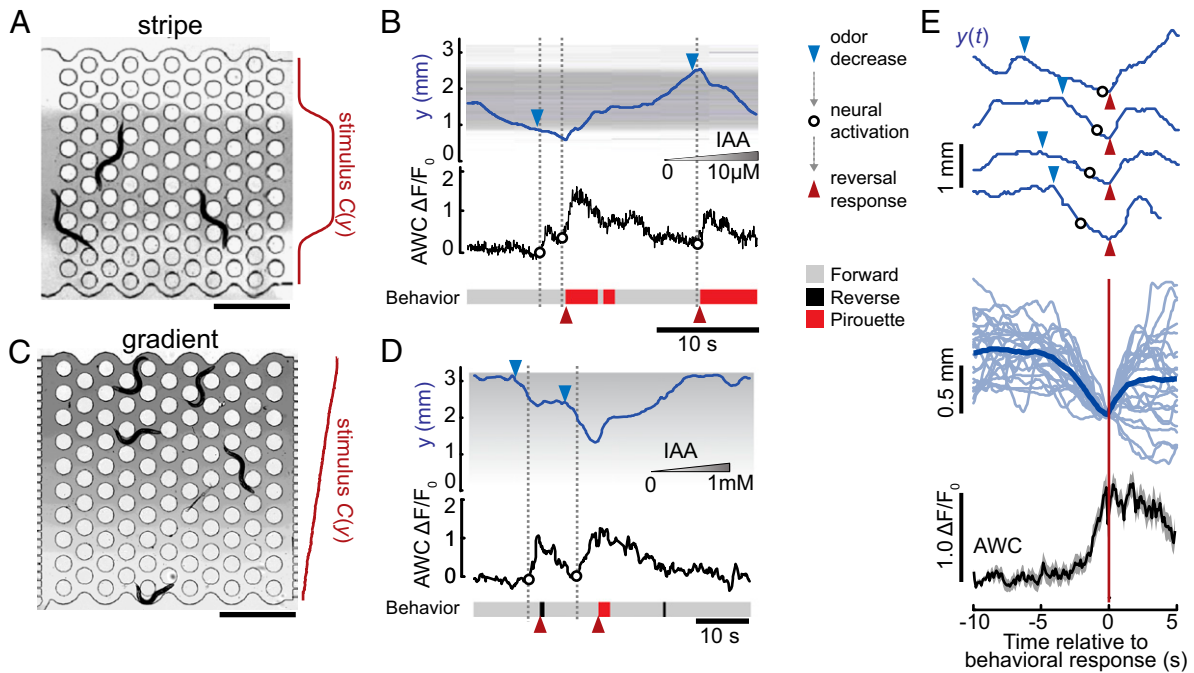 A
stripe
stimulus C(y)
B
y (mm)
3
2
1
0
IAA
0
10µM
AWC ΔF/F0
2
1
0
Behavior
10 s
odor
decrease
neural
activation
reversal
response
Forward
Reverse
Pirouette
C
gradient
stimulus C(y)
D
y (mm)
3
2
1
0
IAA
0
1mM
AWC ΔF/F0
2
1
0
Behavior
10 s
E
y(t)
1 mm
0.5 mm
1.0 ΔF/F0
AWC
-10
-5
0
5
Time relative to
behavioral response (s)